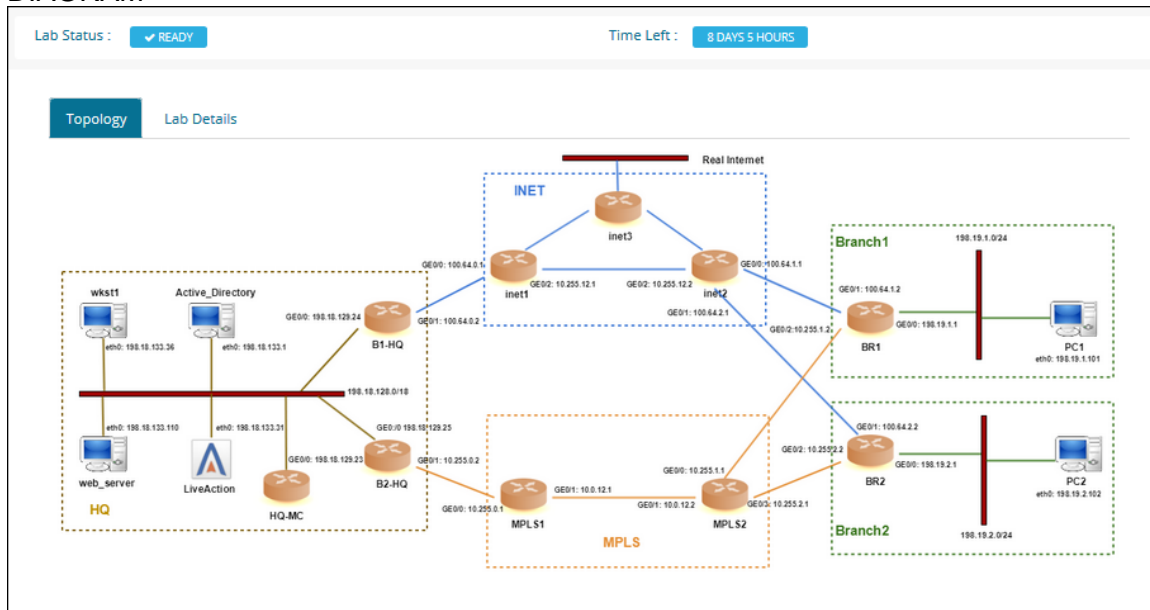 Lab Status :
✔ READY
Time Left :
8 DAYS 5 HOURS
Topology
Lab Details
Real Internet
INET
inet3
GE0/0: 100.64.0.1
inet1
GE0/2: 10.255.12.1
GE0/2: 10.255.12.2
inet2
GE0/0: 100.64.1.1
GE0/1: 100.64.2.1
Branch1
198.19.1.0/24
GE0/1: 100.64.1.2
GE0/2:10.255.1.2
BR1
GE0/0: 198.19.1.1
PC1
eth0: 198.19.1.101
wkst1
Active_Directory
eth0: 198.18.133.36
eth0: 198.18.133.1
GE0/0: 198.18.129.24
B1-HQ
GE0/1: 100.64.0.2
198.18.128.0/18
eth0: 198.18.133.110
eth0: 198.18.133.31
GE0:/0 198.18.129.25
GE0/0: 198.18.129.23
B2-HQ
GE0/1: 10.255.0.2
web_server
LiveAction
HQ-MC
HQ
GE0/0: 10.255.0.1
MPLS1
GE0/1: 10.0.12.1
GE0/0: 10.255.1.1
GE0/1: 10.0.12.2
MPLS2
GE0/3: 10.255.2.1
MPLS
GE0/1: 100.64.2.2
GE0/2: 10.255.2.2
BR2
GE0/0: 198.19.2.1
PC2
eth0: 198.19.2.102
198.19.2.0/24
Branch2